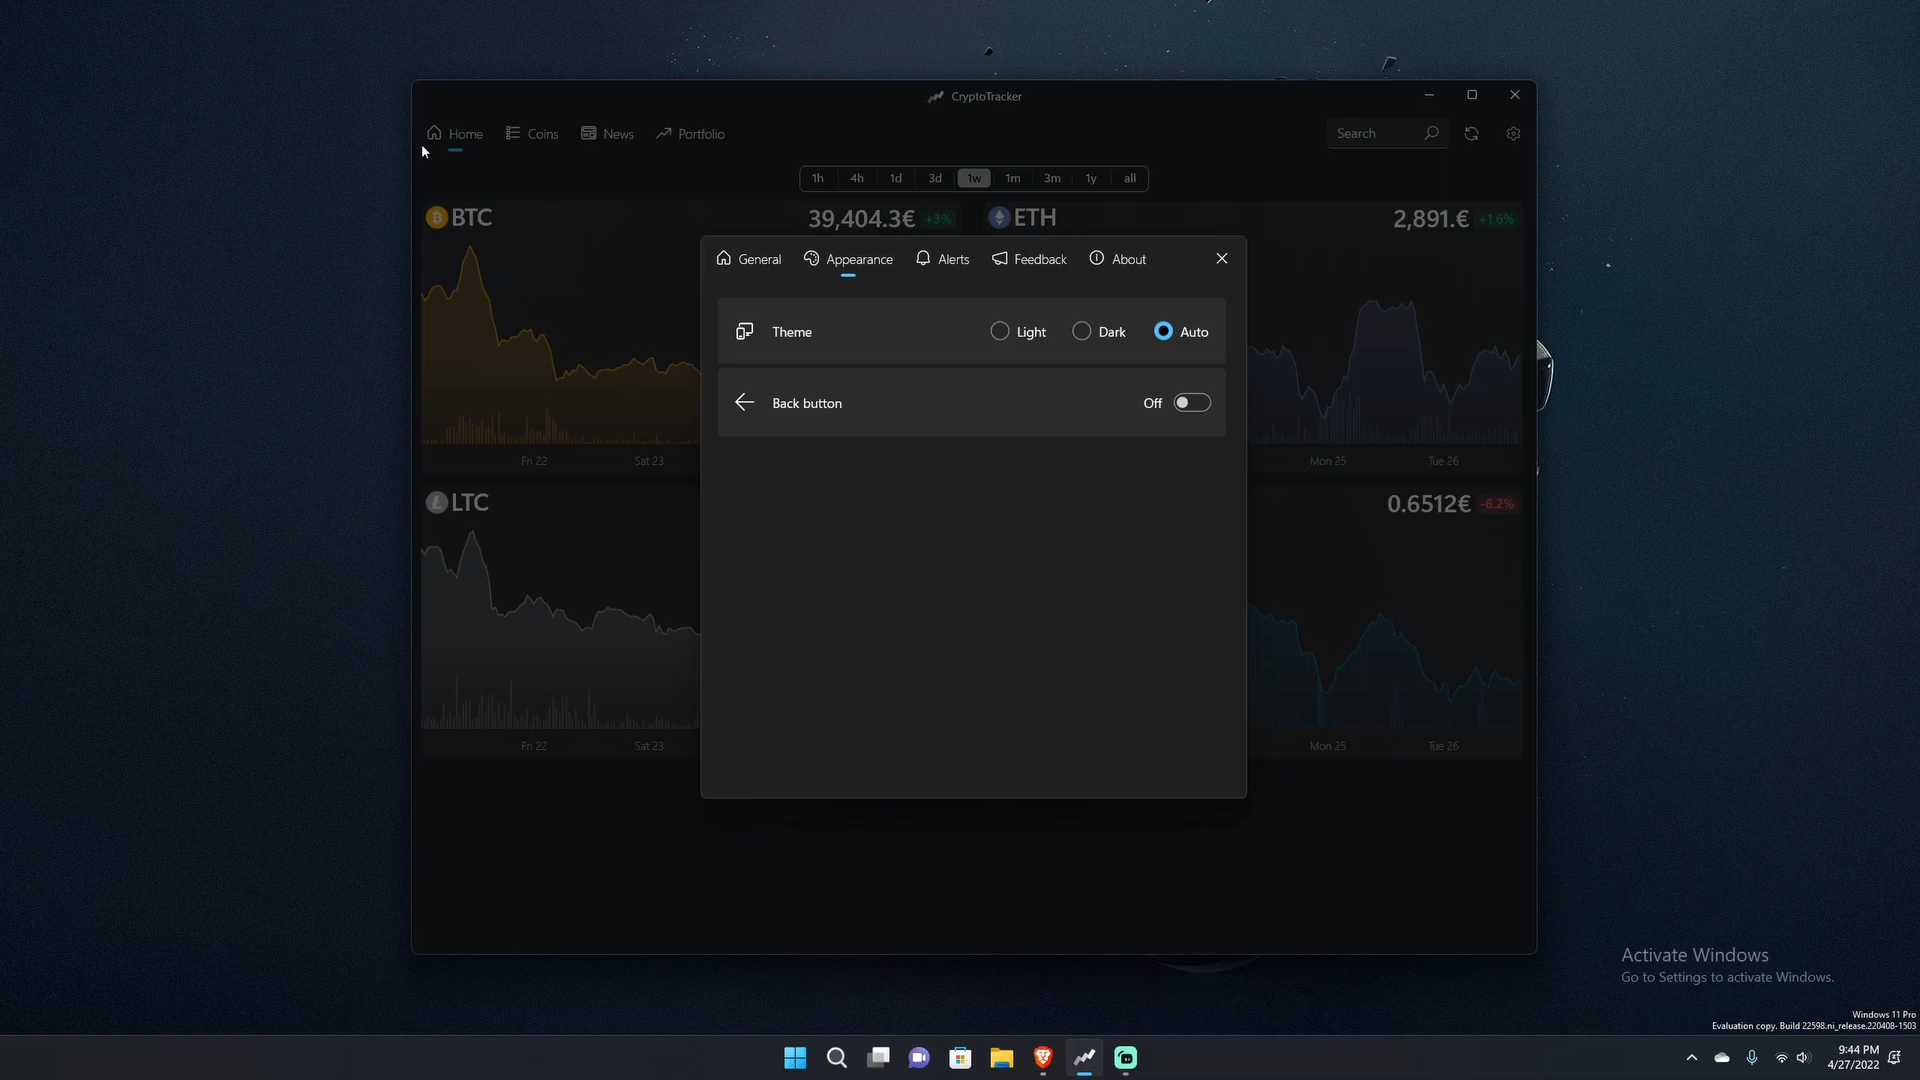 CryptoTracker
Home Coins News Portfolio Search
1h 4h 1d 3d 1w 1m 3m 1y all
BTC 39,404.3€ +3% ETH 2,891.€ +1.6%
General Appearance Alerts Feedback About
Theme Light Dark Auto
Back button Off
Fri 22 Sat 23 Mon 25 Tue 26
LTC 0.6512€ -6.2%
Fri 22 Sat 23 Mon 25 Tue 26
Activate Windows
Go to Settings to activate Windows.
Windows 11 Pro
Evaluation copy. Build 22598.ni_release.220408-1503
9:44 PM
4/27/2022